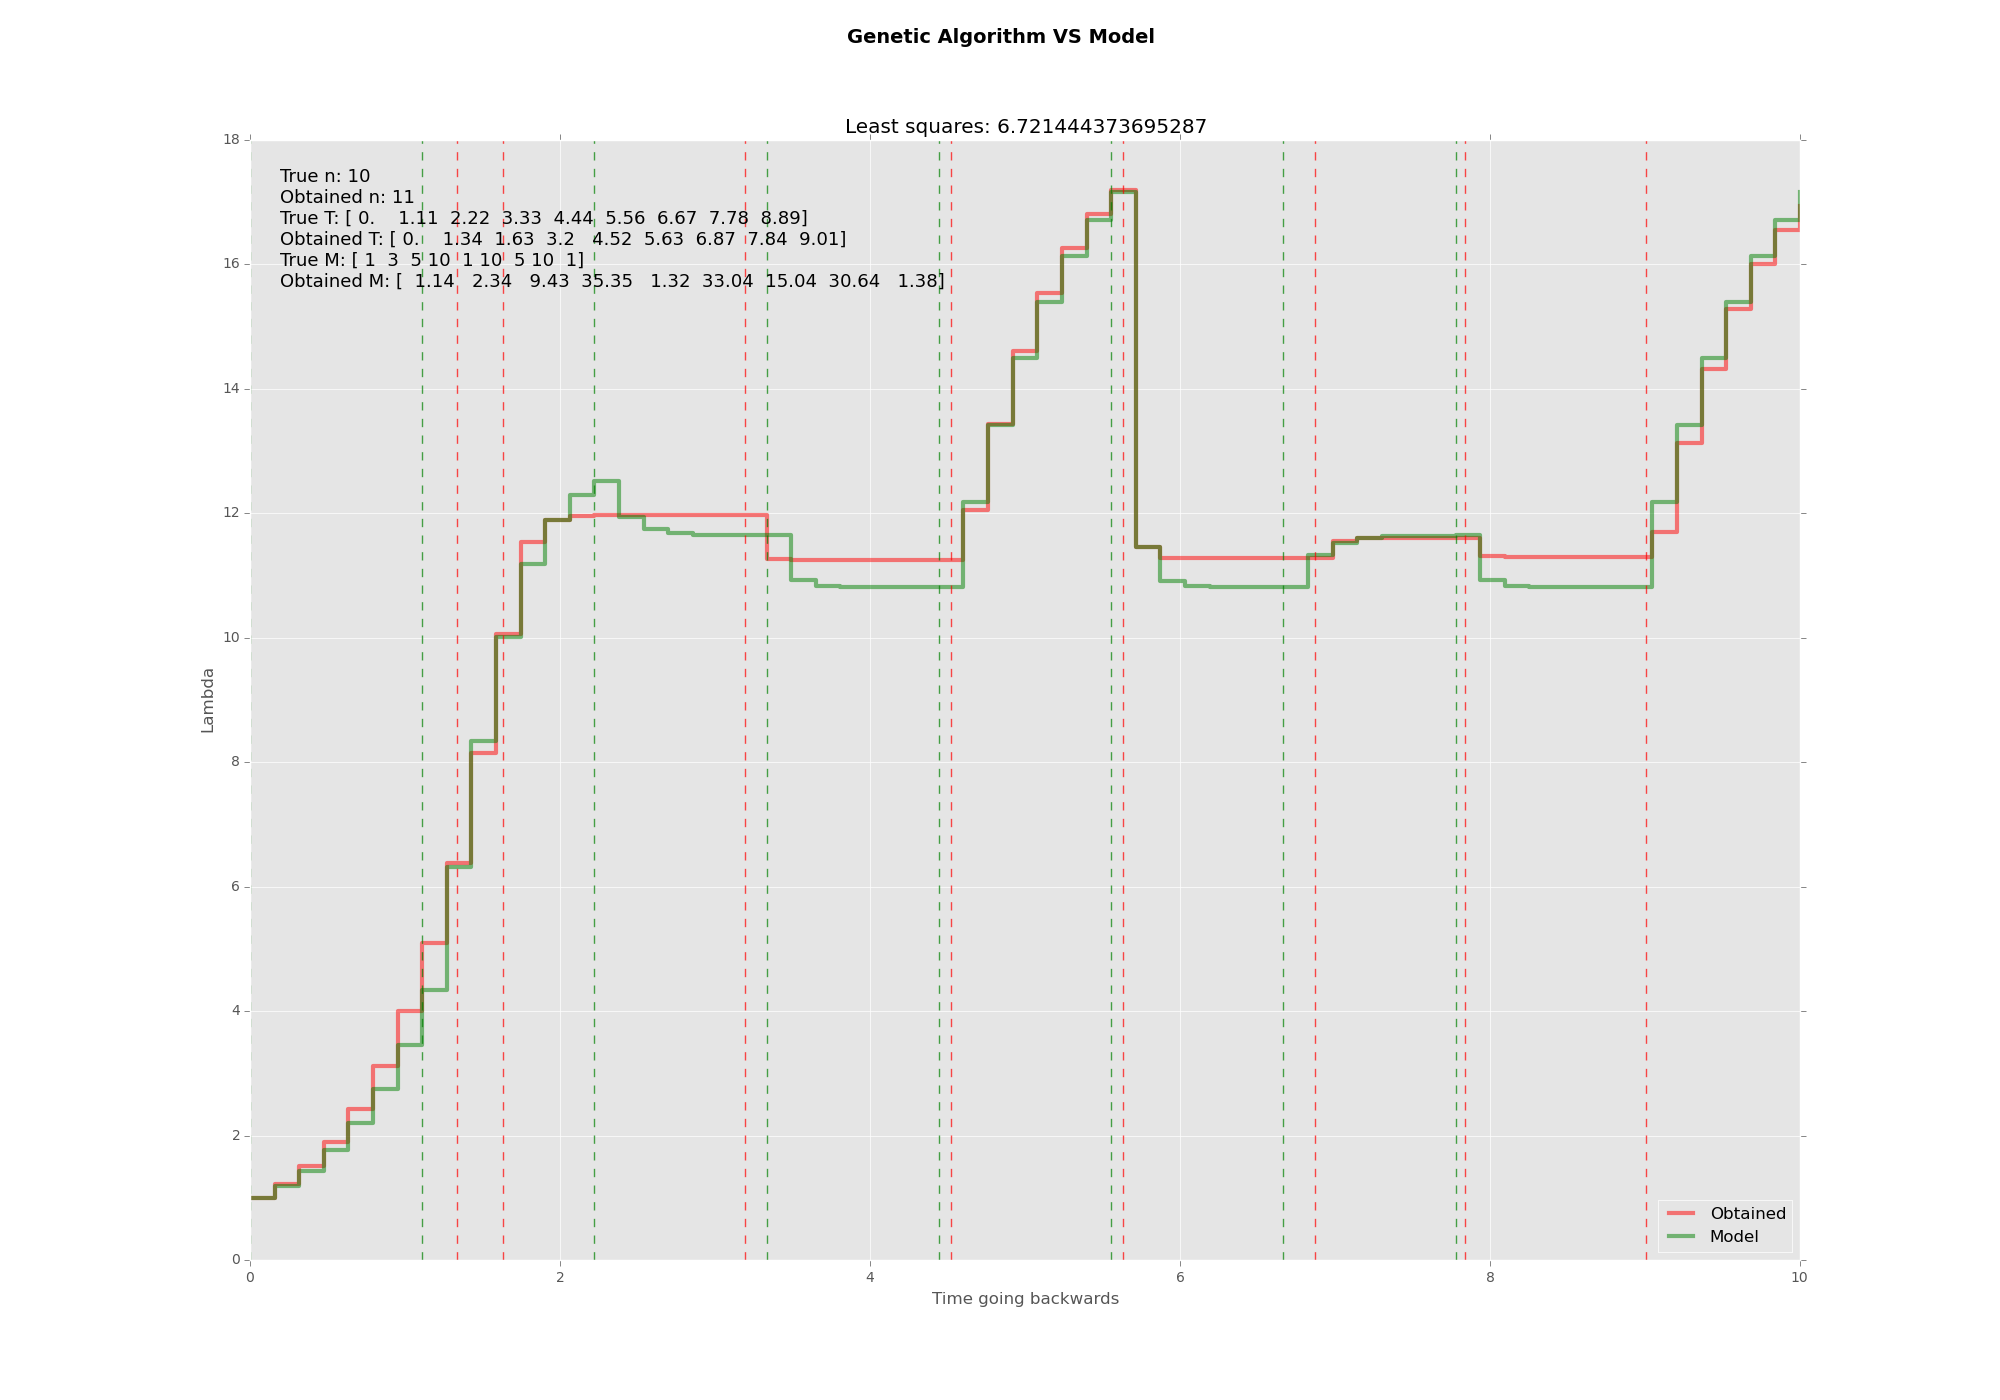 Genetic Algorithm VS Model
Least squares: 6.721444373695287
18
16
14
12
10
8
6
4
2
0
Lambda
True n: 10
Obtained n: 11
True T: [ 0.    1.11  2.22  3.33  4.44  5.56  6.67  7.78  8.89]
Obtained T: [ 0.    1.34  1.63  3.2   4.52  5.63  6.87  7.84  9.01]
True M: [ 1  3  5 10  1 10  5 10  1]
Obtained M: [  1.14   2.34   9.43  35.35   1.32  33.04  15.04  30.64   1.38]
Obtained
Model
0 2 4 6 8 10
Time going backwards